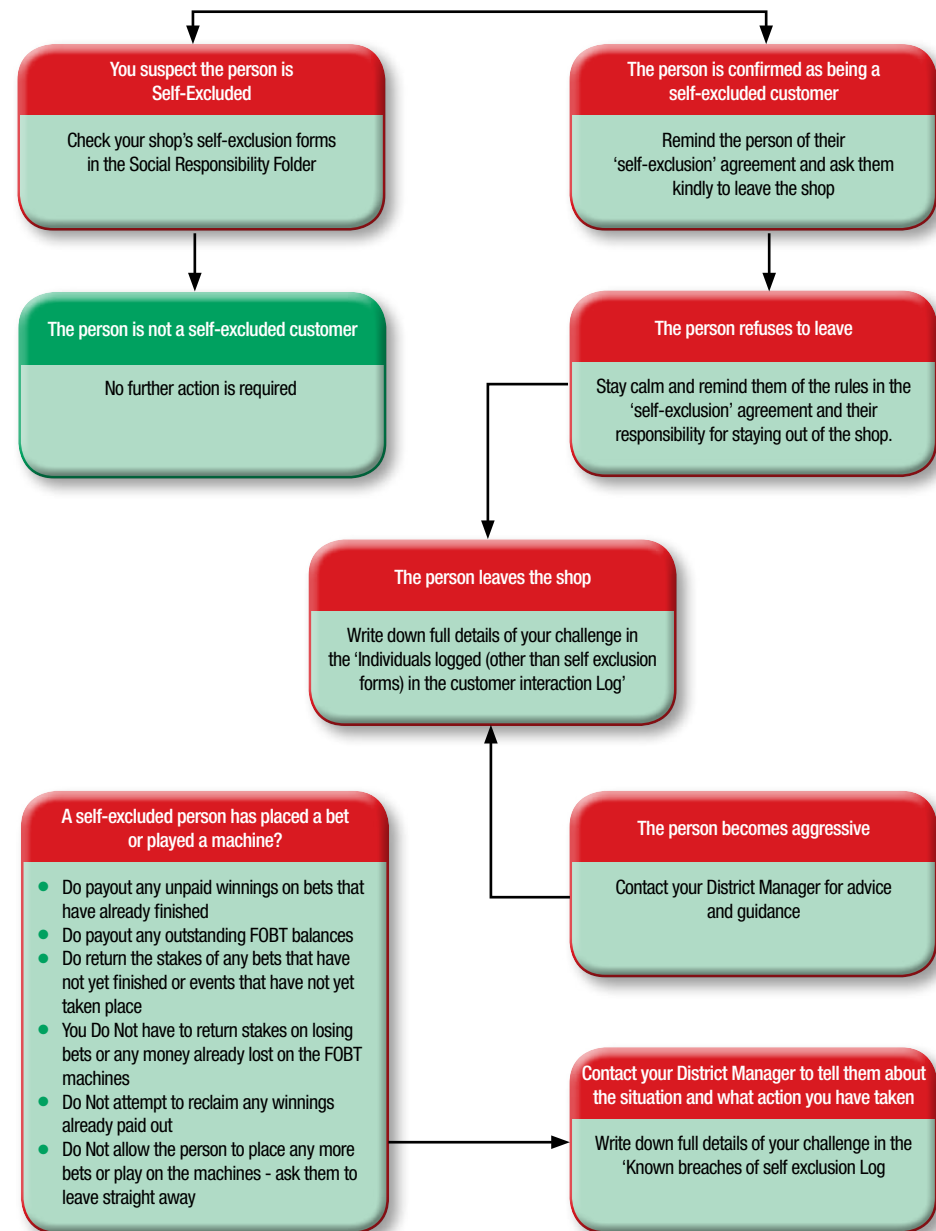 You suspect the person is
Self-Excluded
Check your shop's self-exclusion forms
in the Social Responsibility Folder
The person is confirmed as being a
self-excluded customer
Remind the person of their
‘self-exclusion’ agreement and ask them
kindly to leave the shop
The person is not a self-excluded customer
No further action is required
The person refuses to leave
Stay calm and remind them of the rules in the
‘self-exclusion’ agreement and their
responsibility for staying out of the shop.
The person leaves the shop
Write down full details of your challenge in
the ‘Individuals logged (other than self exclusion
forms) in the customer interaction Log’
A self-excluded person has placed a bet
or played a machine?
• Do payout any unpaid winnings on bets that
have already finished
• Do payout any outstanding FOBT balances
• Do return the stakes of any bets that have
not yet finished or events that have not yet
taken place
• You Do Not have to return stakes on losing
bets or any money already lost on the FOBT
machines
• Do Not attempt to reclaim any winnings
already paid out
• Do Not allow the person to place any more
bets or play on the machines - ask them to
leave straight away
The person becomes aggressive
Contact your District Manager for advice
and guidance
Contact your District Manager to tell them about
the situation and what action you have taken
Write down full details of your challenge in the
‘Known breaches of self exclusion Log